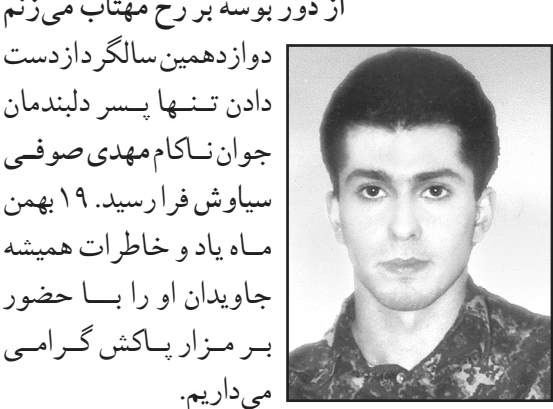 از دور بوسه بر رخ مهتاب می‌زنم
دوازدهمین سالگرد ازدست
دادن تنها پسر دلبندمان
جوان ناکام مهدی صوفی
سیاوش فرا رسید. ۱۹ بهمن
ماه یاد و خاطرات همیشه
جاویدان او را با حضور
بر مزار پاکش گرامی
می‌داریم.